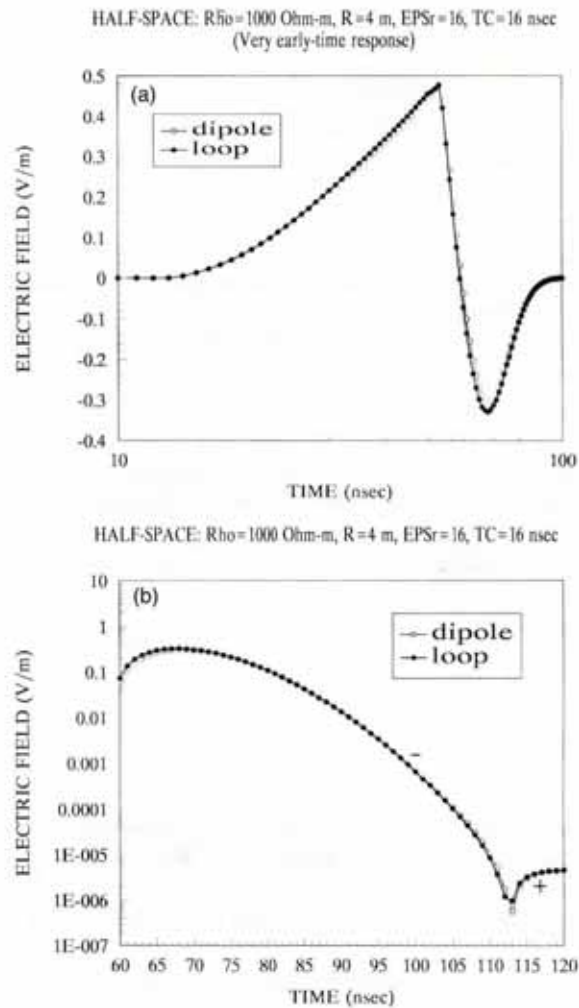 HALF-SPACE: Rho=1000 Ohm-m, R=4 m, EPSr=16, TC=16 nsec
(Very early-time response)
(a)
dipole
loop
0.5
0.4
0.3
0.2
0.1
0
-0.1
-0.2
-0.3
-0.4
ELECTRIC FIELD (V/m)
10
100
TIME (nsec)
HALF-SPACE: Rho=1000 Ohm-m, R=4 m, EPSr=16, TC=16 nsec
(b)
dipole
loop
10
1
0.1
0.01
0.001
0.0001
1E-005
1E-006
1E-007
ELECTRIC FIELD (V/m)
−
+
60 65 70 75 80 85 90 95 100 105 110 115 120
TIME (nsec)